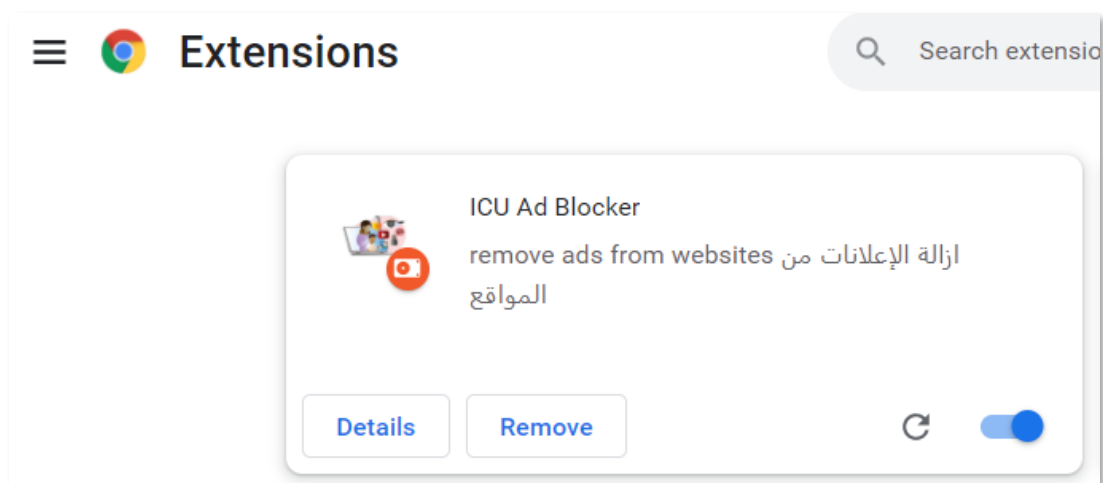 Extensions
Search extensio
ICU Ad Blocker
remove ads from websites ازالة الإعلانات من
المواقع
Details
Remove